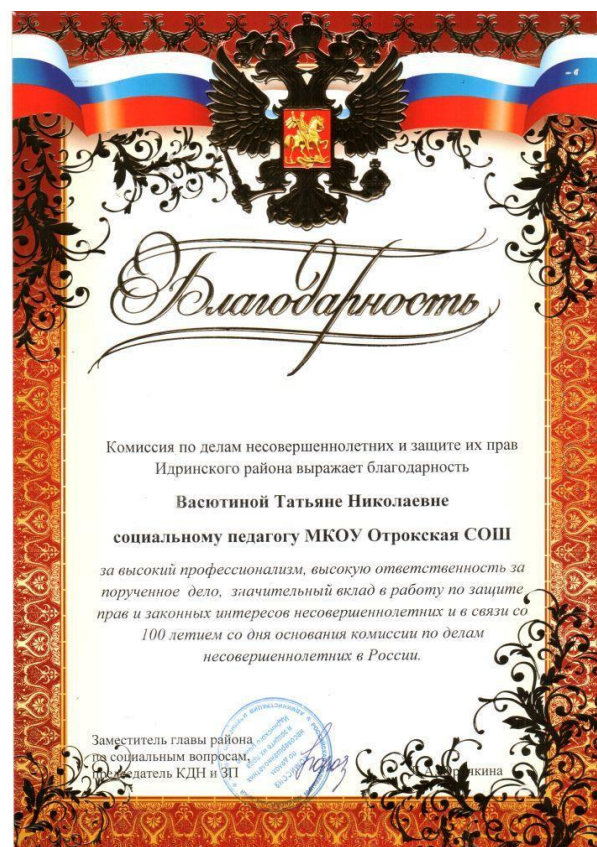 Благодарность
Комиссия по делам несовершеннолетних и защите их прав
Идринского района выражает благодарность
Васютиной Татьяне Николаевне
социальному педагогу МКОУ Отрокская СОШ
за высокий профессионализм, высокую ответственность за
порученное дело, значительный вклад в работу по защите
прав и законных интересов несовершеннолетних и в связи со
100 летием со дня основания комиссии по делам
несовершеннолетних в России.
Заместитель главы района
по социальным вопросам,
председатель КДН и ЗП